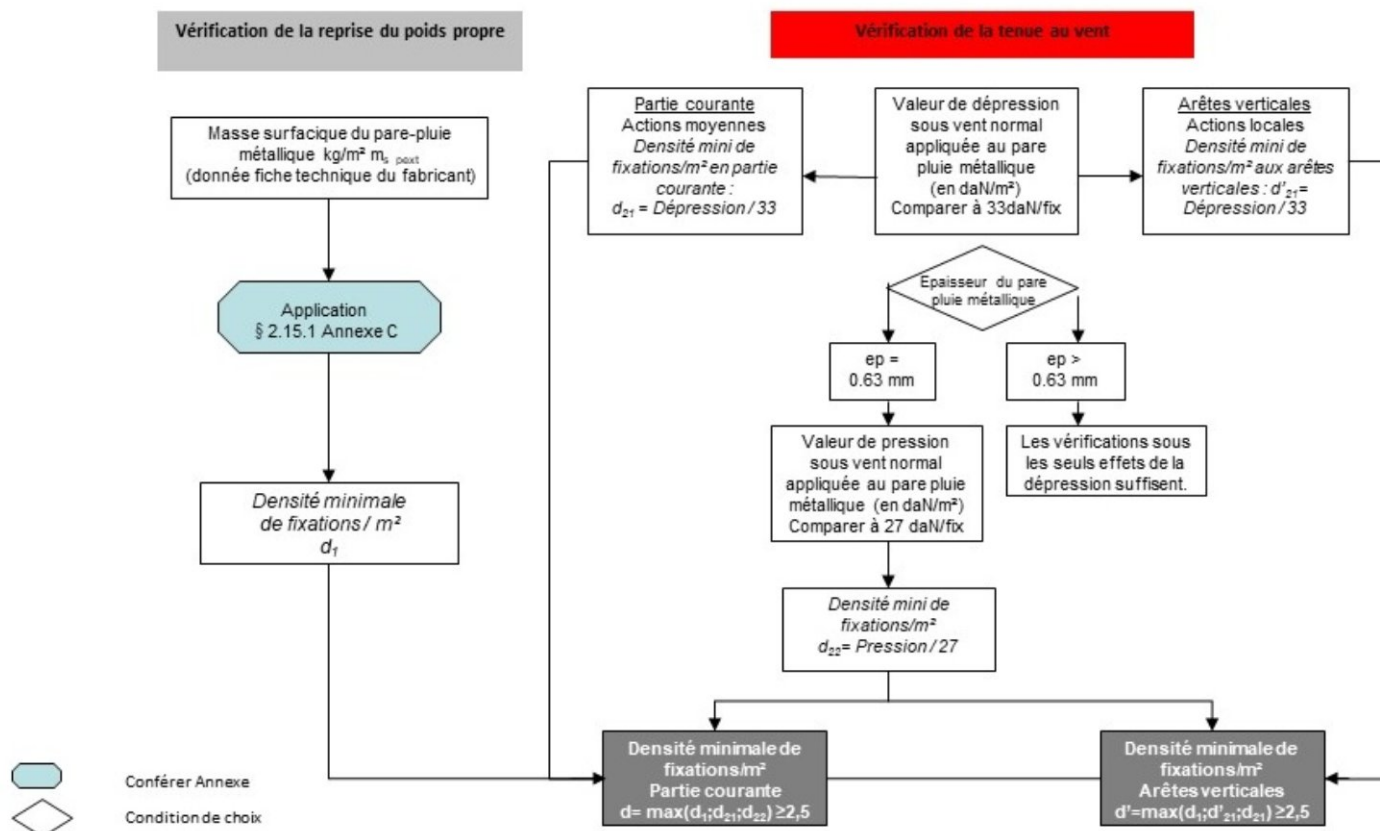 Vérification de la reprise du poids propre
Vérification de la tenue au vent
Masse surfacique du pare-pluie
métallique kg/m² ms pext
(donnée fiche technique du fabricant)
Application
§ 2.15.1 Annexe C
Densité minimale
de fixations / m²
d1
Partie courante
Actions moyennes
Densité mini de
fixations/m² en partie
courante :
d21 = Dépression / 33
Valeur de dépression
sous vent normal
appliquée au pare
pluie métallique
(en daN/m²)
Comparer à 33daN/fix
Arêtes verticales
Actions locales
Densité mini de
fixations/m² aux arêtes
verticales : d'21=
Dépression / 33
Epaisseur du pare
pluie métallique
ep =
0.63 mm
ep >
0.63 mm
Valeur de pression
sous vent normal
appliquée au pare pluie
métallique (en daN/m²)
Comparer à 27 daN/fix
Les vérifications sous
les seuls effets de la
dépression suffisent.
Densité mini de
fixations/m²
d22= Pression / 27
Densité minimale de
fixations/m²
Partie courante
d= max(d1;d21;d22) ≥2,5
Densité minimale de
fixations/m²
Arêtes verticales
d'=max(d1;d'21;d21) ≥2,5
Conférer Annexe
Condition de choix